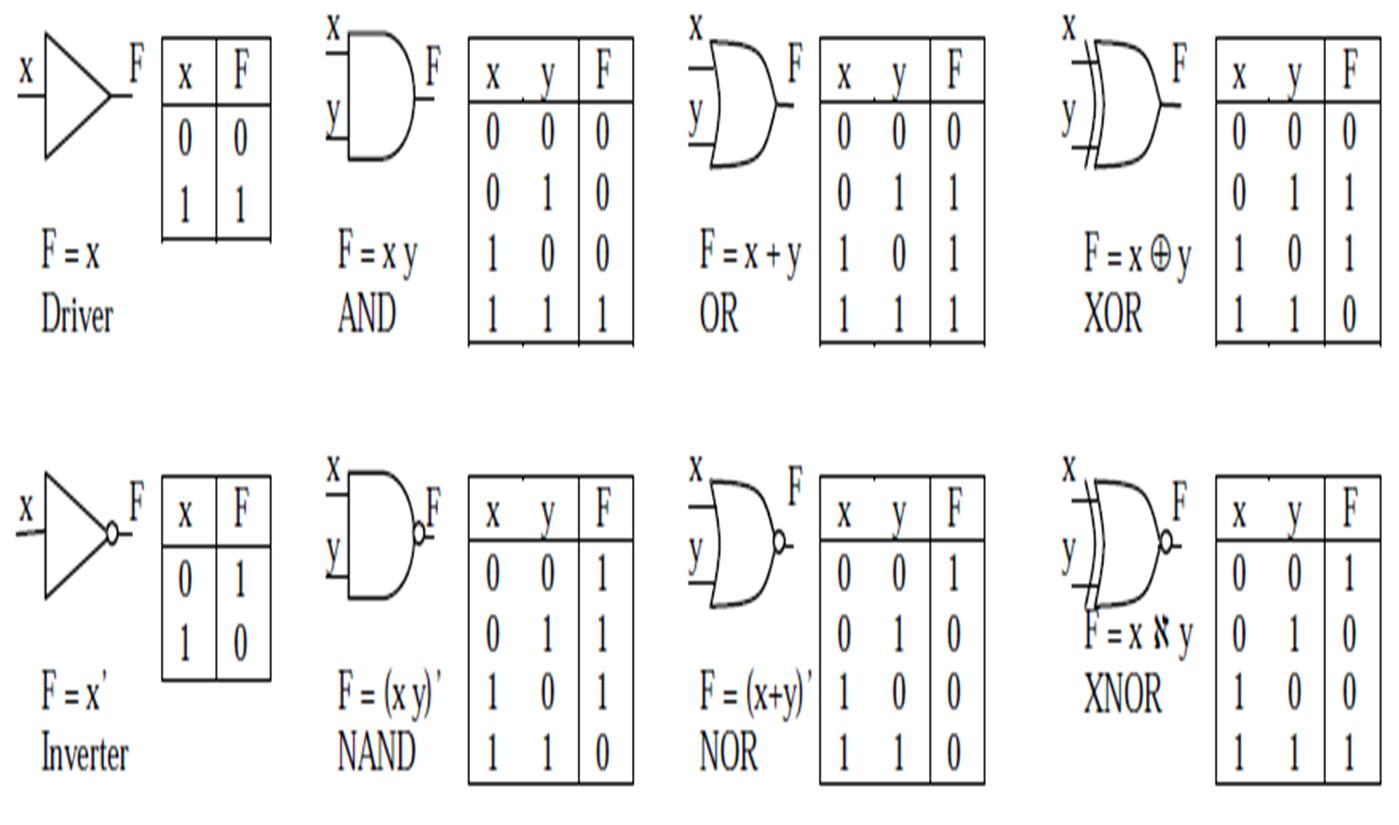 x F
x F
0 0
1 1
F = x
Driver
x
y
F
x y F
0 0 0
0 1 0
1 0 0
1 1 1
F = x y
AND
x
y
F
x y F
0 0 0
0 1 1
1 0 1
1 1 1
F = x + y
OR
x
y
F
x y F
0 0 0
0 1 1
1 0 1
1 1 0
F = x ⊕ y
XOR
x F
x F
0 1
1 0
F = x’
Inverter
x
y
F
x y F
0 0 1
0 1 1
1 0 1
1 1 0
F = (x y)’
NAND
x
y
F
x y F
0 0 1
0 1 0
1 0 0
1 1 0
F = (x+y)’
NOR
x
y
F
x y F
0 0 1
0 1 0
1 0 0
1 1 1
F = x ℵ y
XNOR